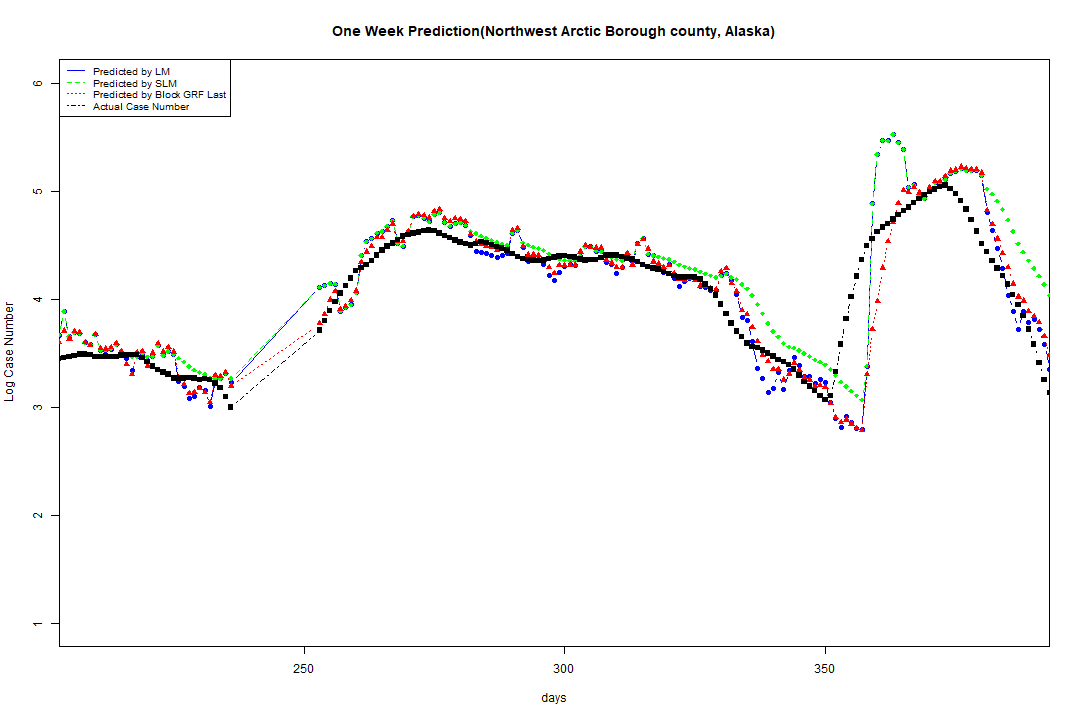 One Week Prediction(Northwest Arctic Borough county, Alaska)
Predicted by LM
Predicted by SLM
Predicted by Block GRF Last
Actual Case Number
6
5
4
3
2
1
Log Case Number
250 300 350
days